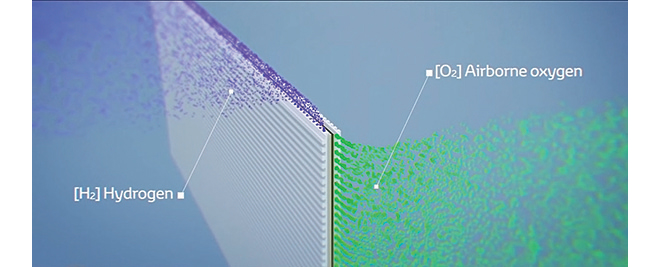 [O₂] Airborne oxygen
[H₂] Hydrogen